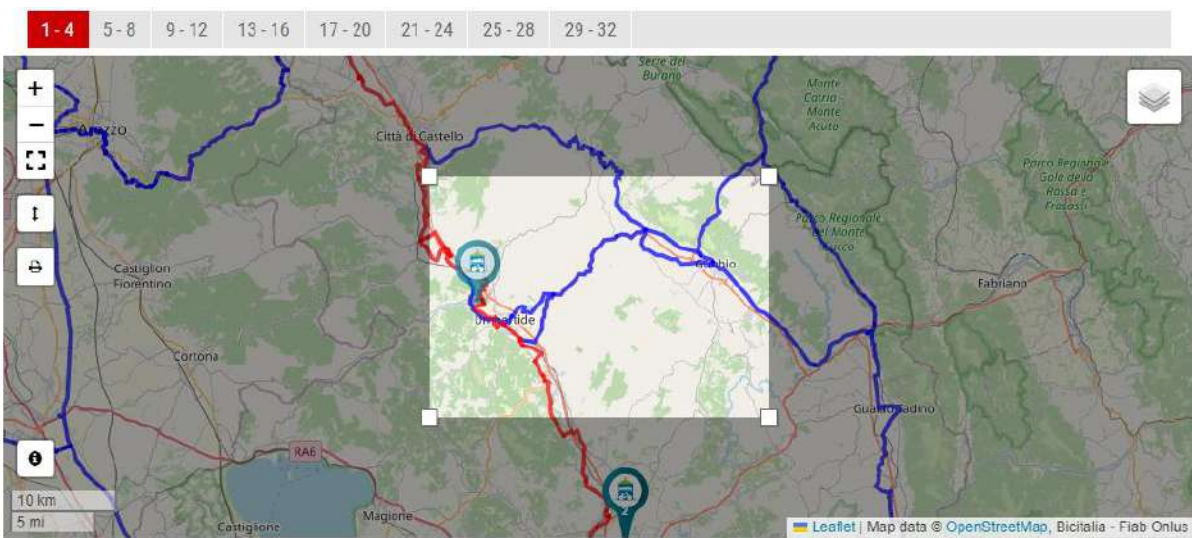 1 - 4 5 - 8 9 - 12 13 - 16 17 - 20 21 - 24 25 - 28 29 - 32
Serre del
Burano
+
Monte
Catria -
Monte
Acuto
−
Arezzo
Città di Castello
Parco Regionale
Gola della
Rossa e
Frasassi
Parco Regionale
del Monte
Cucco
Castiglion
Fiorentino
Gubbio
Fabriano
Umbertide
Cortona
Gualdo Tadino
RA6
10 km
5 mi
Castiglione
Magione
2
Leaflet | Map data © OpenStreetMap, Bicitalia - Fiab Onlus